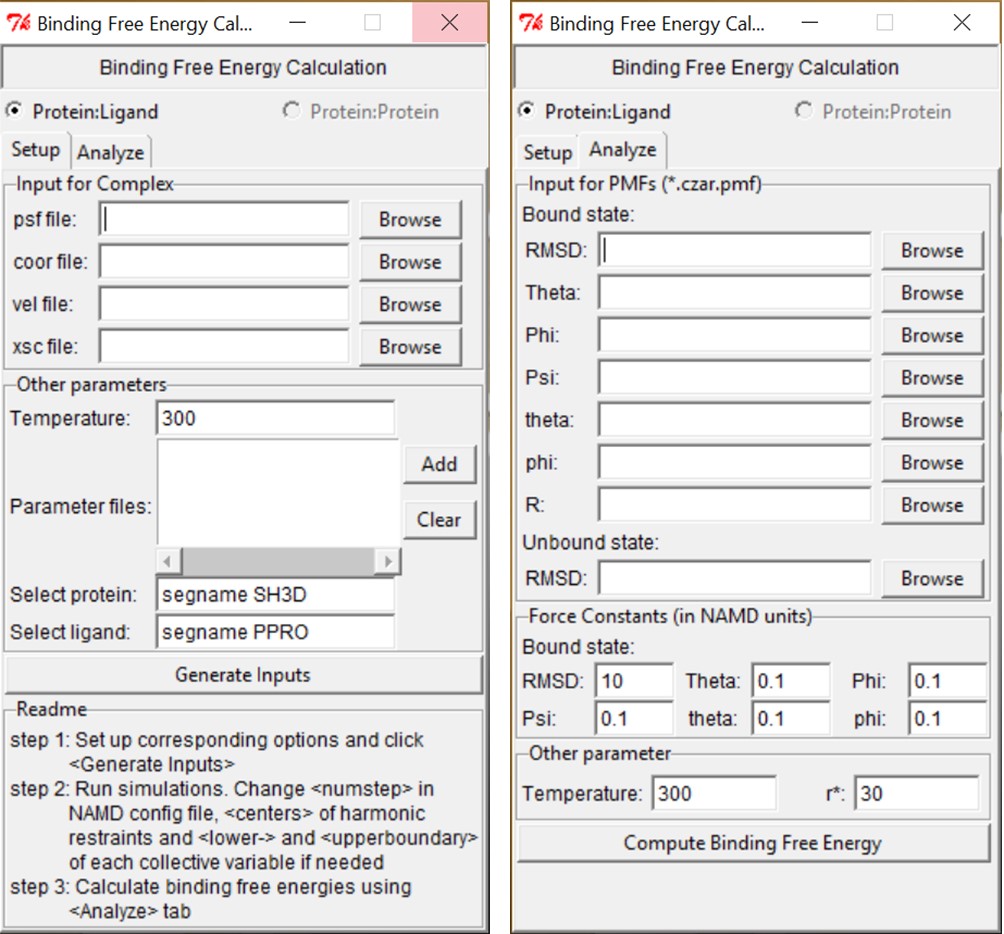 Binding Free Energy Cal...
Binding Free Energy Calculation
Protein:Ligand Protein:Protein
Setup Analyze
Input for Complex
psf file: Browse
coor file: Browse
vel file: Browse
xsc file: Browse
Other parameters
Temperature: 300
Add
Parameter files:
Clear
Select protein: segname SH3D
Select ligand: segname PPRO
Generate Inputs
Readme
step 1: Set up corresponding options and click
<Generate Inputs>
step 2: Run simulations. Change <numstep> in
NAMD config file, <centers> of harmonic
restraints and <lower-> and <upperboundary>
of each collective variable if needed
step 3: Calculate binding free energies using
<Analyze> tab
Binding Free Energy Cal...
Binding Free Energy Calculation
Protein:Ligand Protein:Protein
Setup Analyze
Input for PMFs (*.czar.pmf)
Bound state:
RMSD: Browse
Theta: Browse
Phi: Browse
Psi: Browse
theta: Browse
phi: Browse
R: Browse
Unbound state:
RMSD: Browse
Force Constants (in NAMD units)
Bound state:
RMSD: 10 Theta: 0.1 Phi: 0.1
Psi: 0.1 theta: 0.1 phi: 0.1
Other parameter
Temperature: 300 r*: 30
Compute Binding Free Energy